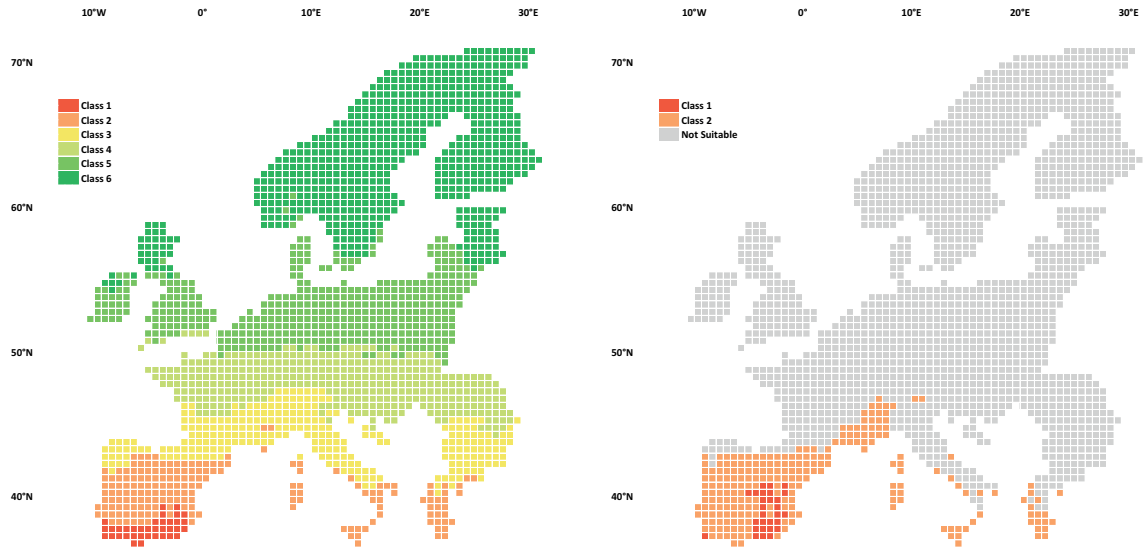 10°W 0° 10°E 20°E 30°E
70°N
Class 1
Class 2
Class 3
Class 4
Class 5
Class 6
60°N
50°N
40°N
10°W 0° 10°E 20°E 30°E
70°N
Class 1
Class 2
Not Suitable
60°N
50°N
40°N